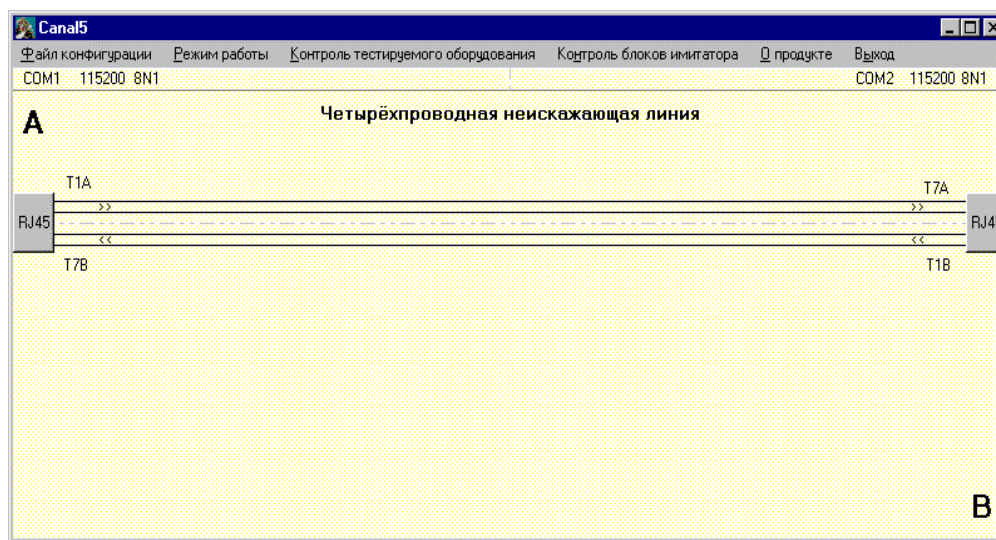 Canal5
Файл конфигурации Режим работы Контроль тестируемого оборудования Контроль блоков имитатора О продукте Выход
COM1 115200 8N1 COM2 115200 8N1
Четырёхпроводная неискажающая линия
A
T1A T7A
>> >>
RJ45 RJ4
<< <<
T7B T1B
B